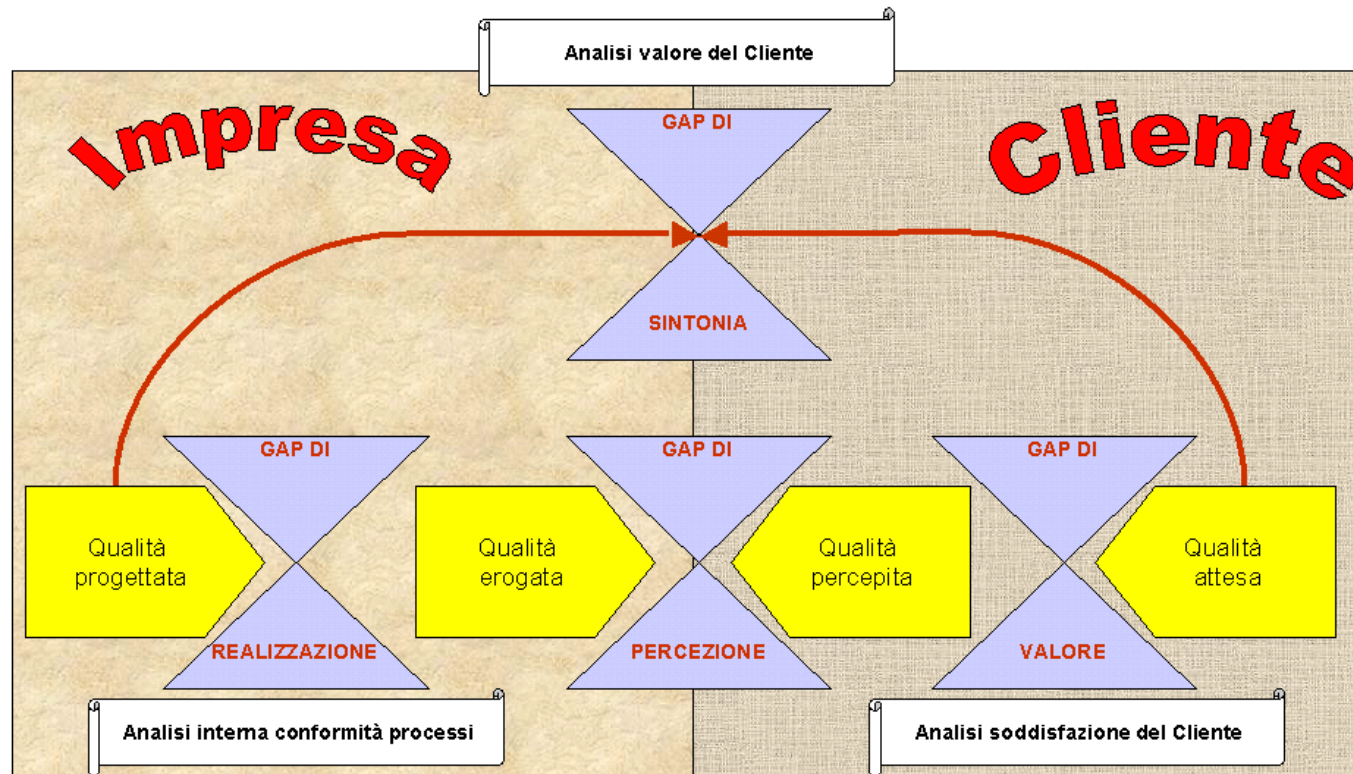 Analisi valore del Cliente
Impresa
Cliente
GAP DI
SINTONIA
GAP DI
GAP DI
GAP DI
Qualità
progettata
Qualità
erogata
Qualità
percepita
Qualità
attesa
REALIZZAZIONE
PERCEZIONE
VALORE
Analisi interna conformità processi
Analisi soddisfazione del Cliente